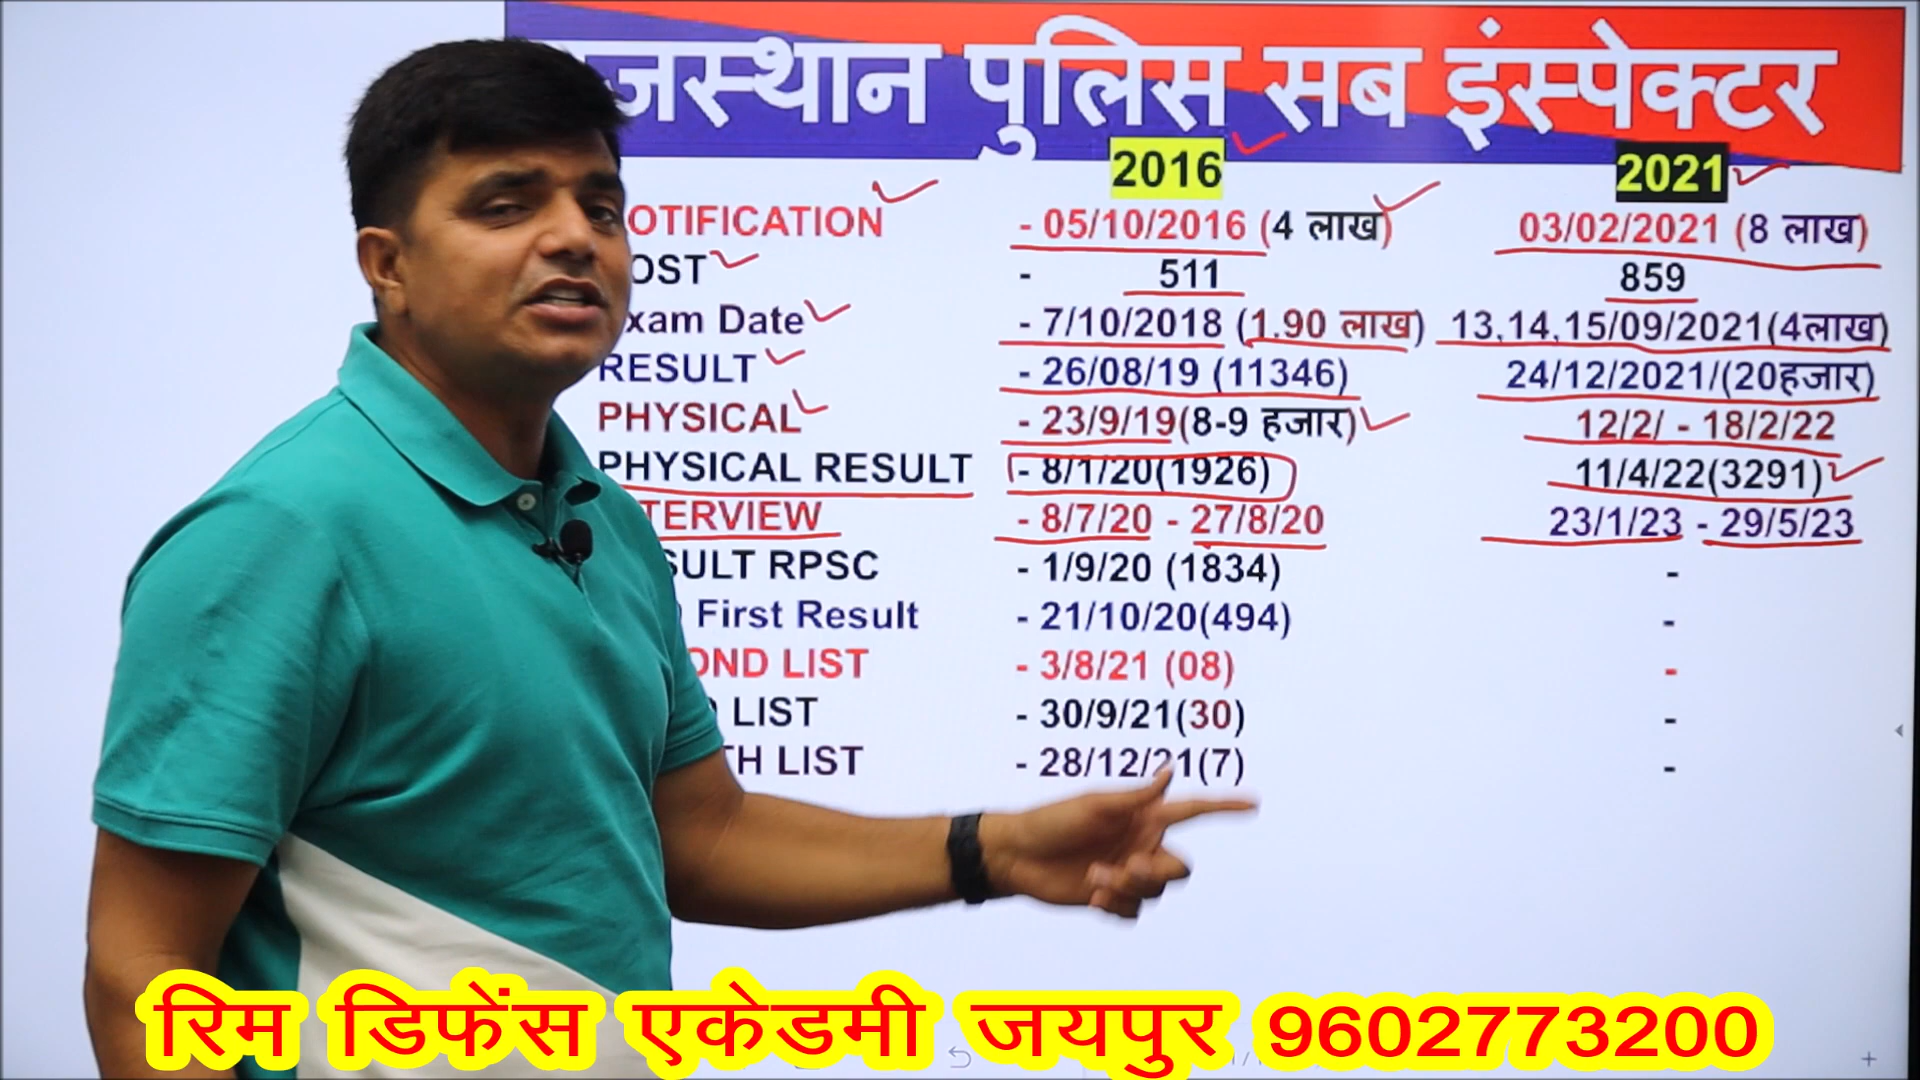 जस्थान पुलिस सब इंस्पेक्टर
2016 2021
OTIFICATION - 05/10/2016 (4 लाख) 03/02/2021 (8 लाख)
OST - 511 859
xam Date - 7/10/2018 (1.90 लाख) 13,14,15/09/2021(4लाख)
RESULT - 26/08/19 (11346) 24/12/2021/(20हजार)
PHYSICAL - 23/9/19(8-9 हजार) 12/2/ - 18/2/22
PHYSICAL RESULT - 8/1/20(1926) 11/4/22(3291)
TERVIEW - 8/7/20 - 27/8/20 23/1/23 - 29/5/23
SULT RPSC - 1/9/20 (1834) -
First Result - 21/10/20(494) -
OND LIST - 3/8/21 (08) -
LIST - 30/9/21(30) -
TH LIST - 28/12/21(7) -
रिम डिफेंस एकेडमी जयपुर 9602773200